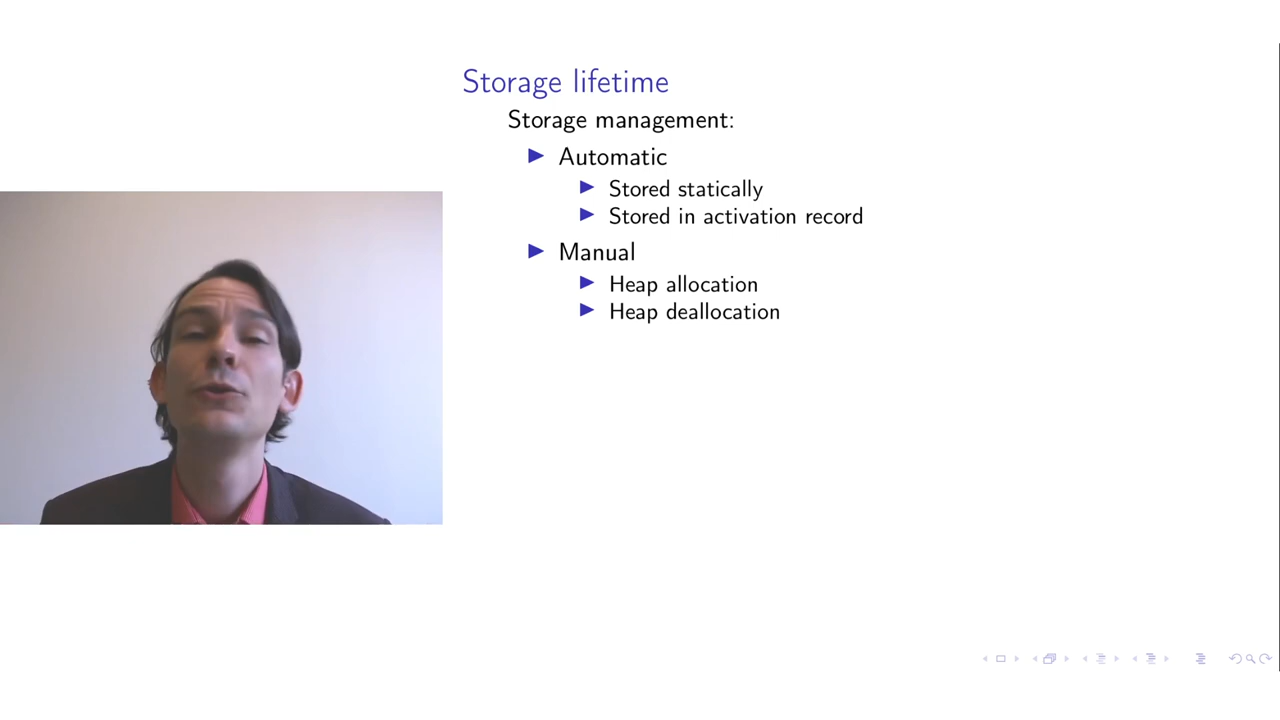 Storage lifetime
Storage management:
Automatic
Stored statically
Stored in activation record
Manual
Heap allocation
Heap deallocation